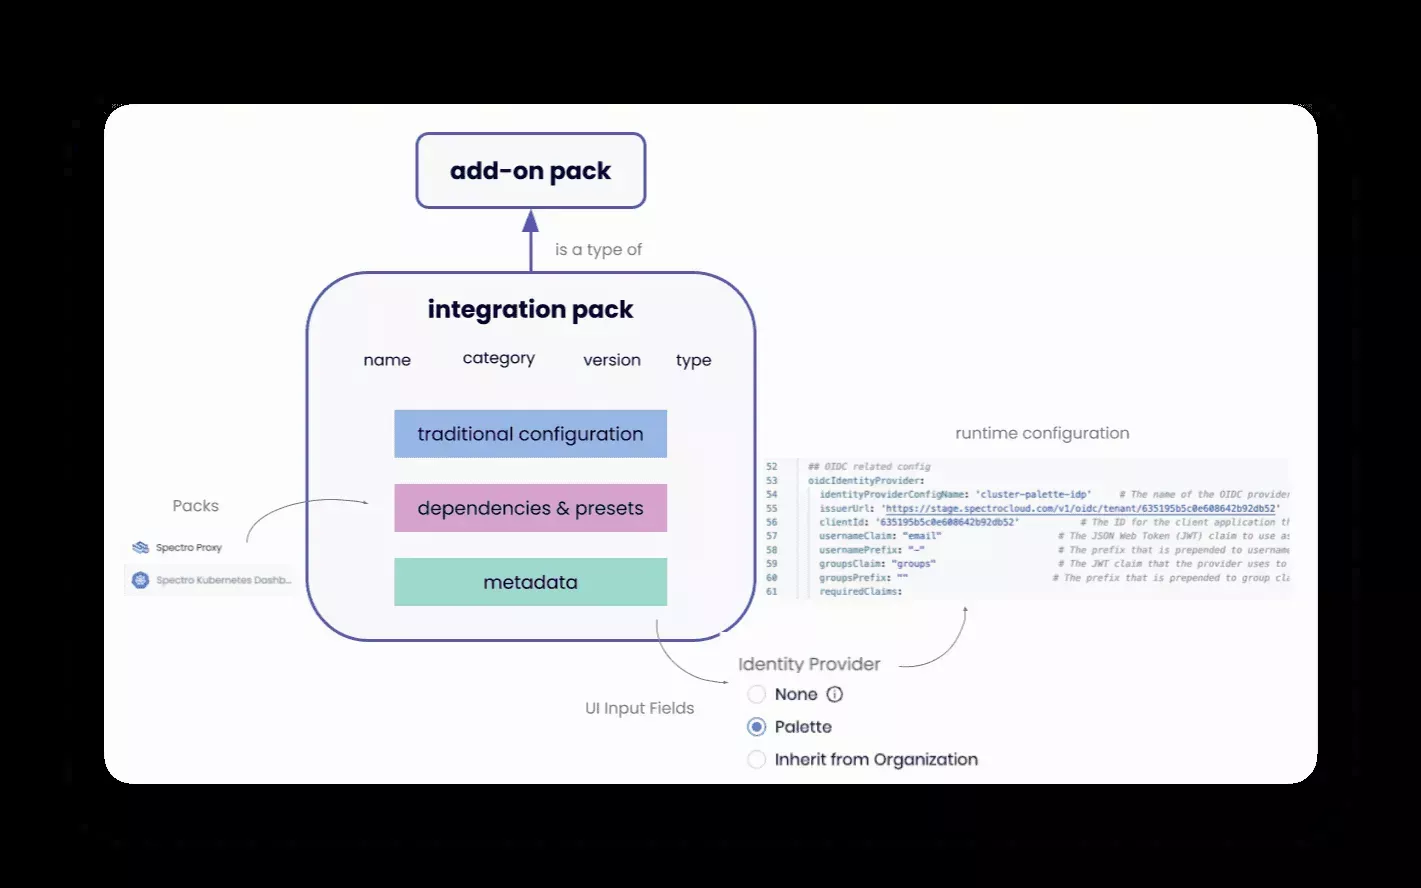 add-on pack
is a type of
integration pack
name category version type
traditional configuration
dependencies & presets
metadata
Packs
Spectro Proxy
Spectro Kubernetes Dashb...
runtime configuration
52 ## OIDC related config
53 oidcIdentityProvider:
54 identityProviderConfigName: 'cluster-palette-idp' # The name of the OIDC provider
55 issuerUrl: 'https://stage.spectrocloud.com/v1/oidc/tenant/635195b5c0e608642b92db52'
56 clientId: '635195b5c0e608642b92db52' # The ID for the client application th
57 usernameClaim: "email" # The JSON Web Token (JWT) claim to use as
58 usernamePrefix: "-" # The prefix that is prepended to username
59 groupsClaim: "groups" # The JWT claim that the provider uses to
60 groupsPrefix: "" # The prefix that is prepended to group cla
61 requiredClaims:
UI Input Fields
Identity Provider
None
Palette
Inherit from Organization